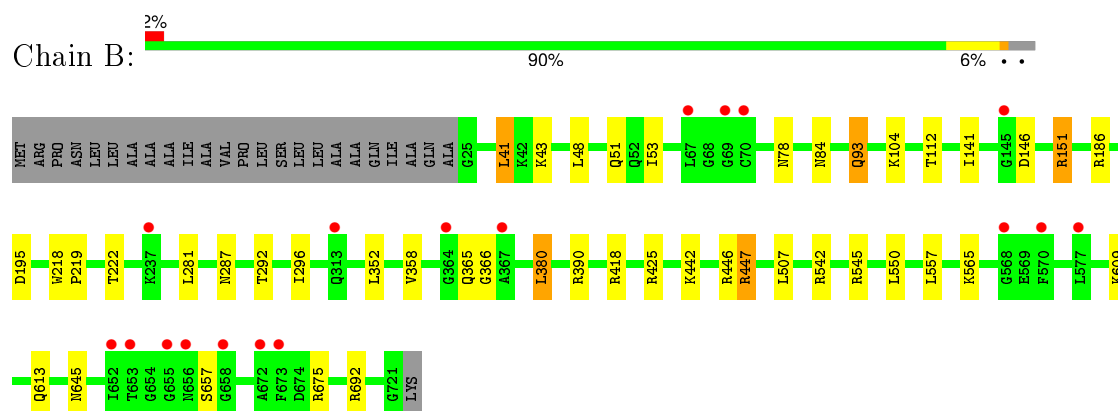 2%
Chain B:
90% 6% • •
MET ARG PRO ASN LEU LEU ALA ALA ALA ILE ALA VAL PRO LEU SER LEU LEU ALA ALA GLN ILE ALA GLN ALA G25 L41 K42 K43 L48 Q51 Q52 I53 L67 G68 G69 C70 N78 N84 Q93 K104 T112 I141 G145 D146 R151 R186
D195 W218 P219 T222 K237 L281 N287 T292 I296 Q313 L352 V358 G364 Q365 G366 A367 L380 R390 R418 R425 K442 R446 R447 L507 R542 R545 L550 L557 K565 G568 E569 F570 L577
Q613 N645 I652 T653 G654 G655 N656 S657 G658 A672 F673 D674 R675 R692 G721 LYS